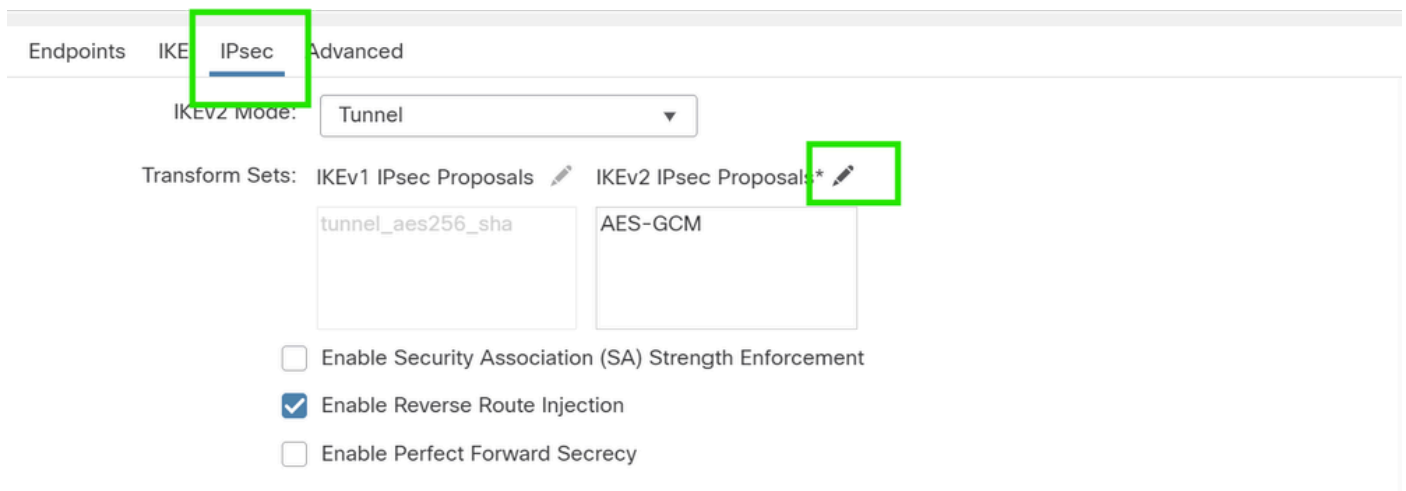 Endpoints IKE IPsec Advanced
IKEv2 Mode: Tunnel
Transform Sets: IKEv1 IPsec Proposals IKEv2 IPsec Proposals*
tunnel_aes256_sha AES-GCM
Enable Security Association (SA) Strength Enforcement
Enable Reverse Route Injection
Enable Perfect Forward Secrecy